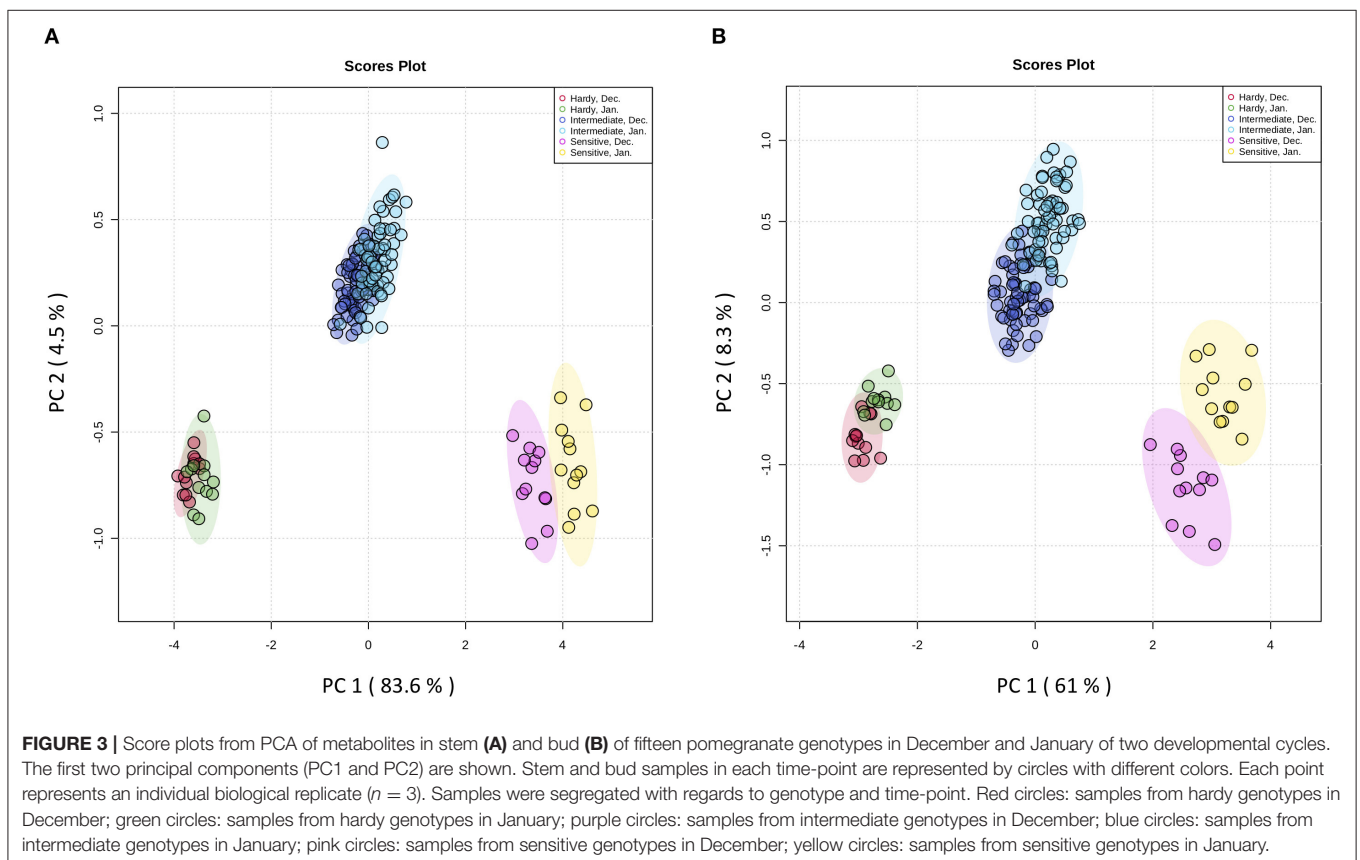 A
Scores Plot
Hardy, Dec.
Hardy, Jan.
Intermediate, Dec.
Intermediate, Jan.
Sensitive, Dec.
Sensitive, Jan.
1.0
0.5
0.0
-0.5
-1.0
PC 2 ( 4.5 % )
-4 -2 0 2 4
PC 1 ( 83.6 % )
B
Scores Plot
Hardy, Dec.
Hardy, Jan.
Intermediate, Dec.
Intermediate, Jan.
Sensitive, Dec.
Sensitive, Jan.
1.0
0.5
0.0
-0.5
-1.0
-1.5
PC 2 ( 8.3 % )
-4 -2 0 2 4
PC 1 ( 61 % )
FIGURE 3 | Score plots from PCA of metabolites in stem (A) and bud (B) of fifteen pomegranate genotypes in December and January of two developmental cycles.
The first two principal components (PC1 and PC2) are shown. Stem and bud samples in each time-point are represented by circles with different colors. Each point
represents an individual biological replicate (n = 3). Samples were segregated with regards to genotype and time-point. Red circles: samples from hardy genotypes in
December; green circles: samples from hardy genotypes in January; purple circles: samples from intermediate genotypes in December; blue circles: samples from
intermediate genotypes in January; pink circles: samples from sensitive genotypes in December; yellow circles: samples from sensitive genotypes in January.